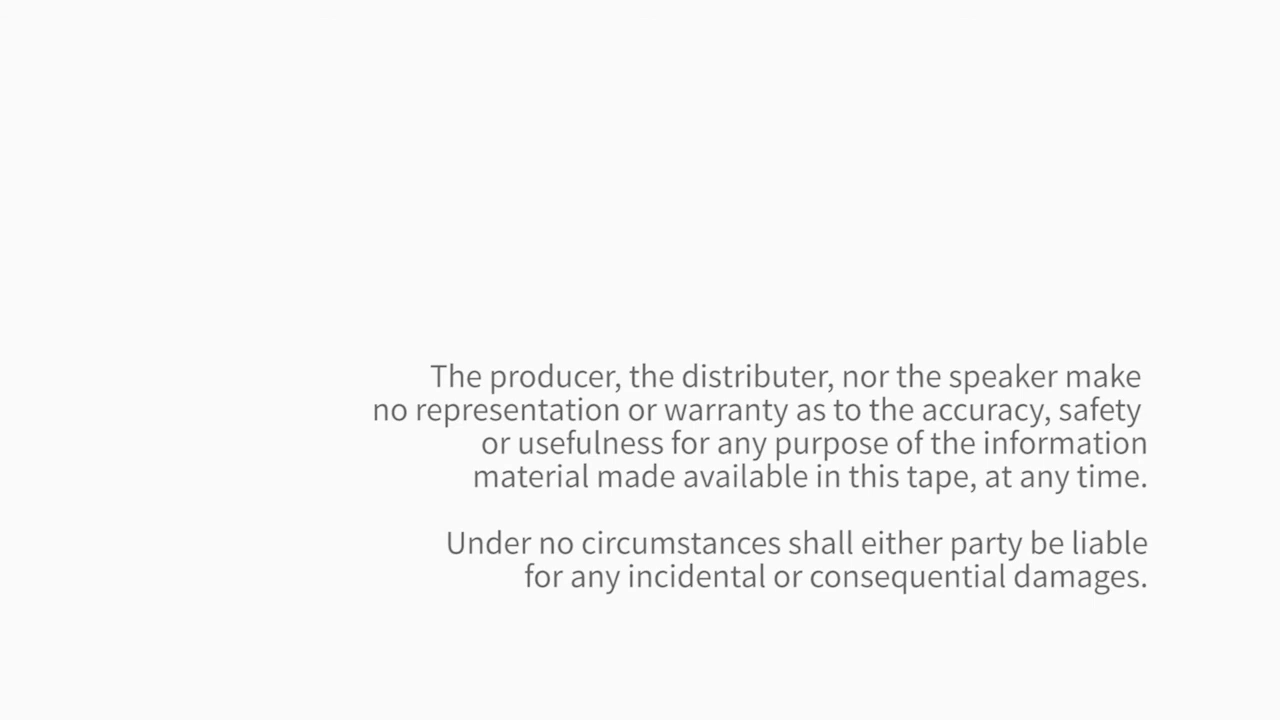 The producer, the distributer, nor the speaker make
no representation or warranty as to the accuracy, safety
or usefulness for any purpose of the information
material made available in this tape, at any time.
Under no circumstances shall either party be liable
for any incidental or consequential damages.